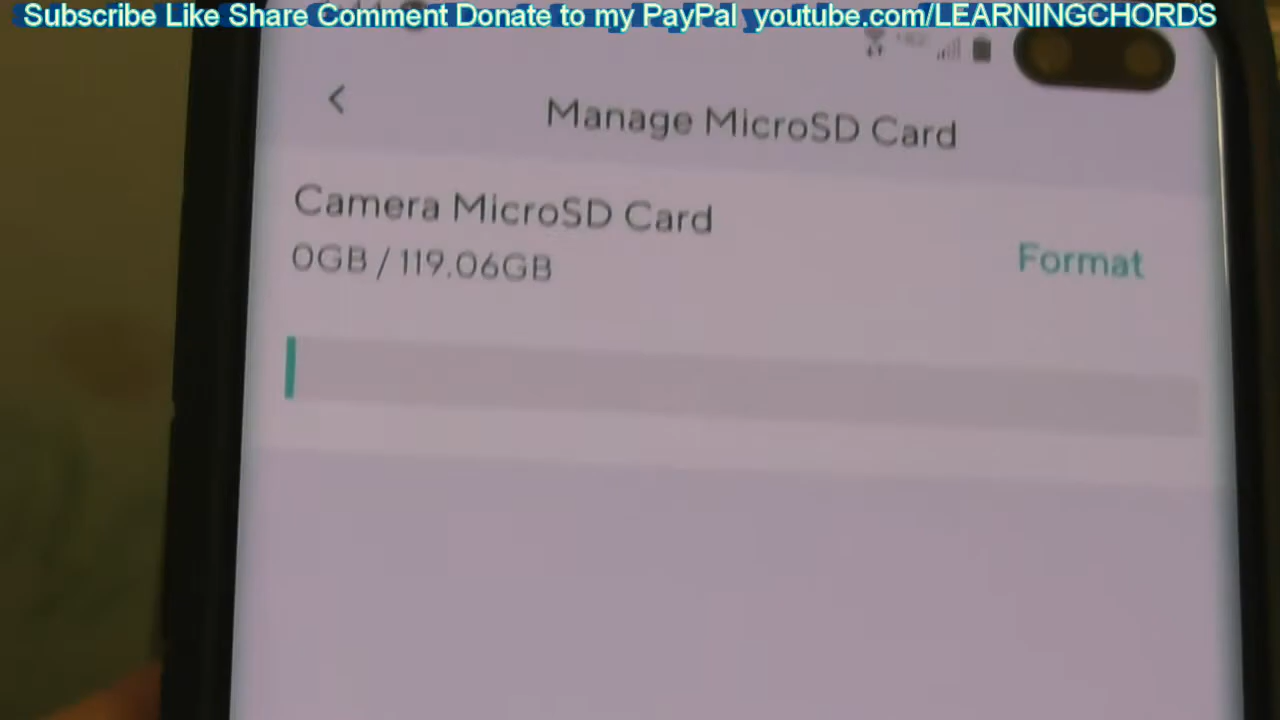 Subscribe Like Share Comment Donate to my PayPal youtube.com/LEARNINGCHORDS
Manage MicroSD Card
Camera MicroSD Card
0GB / 119.06GB
Format